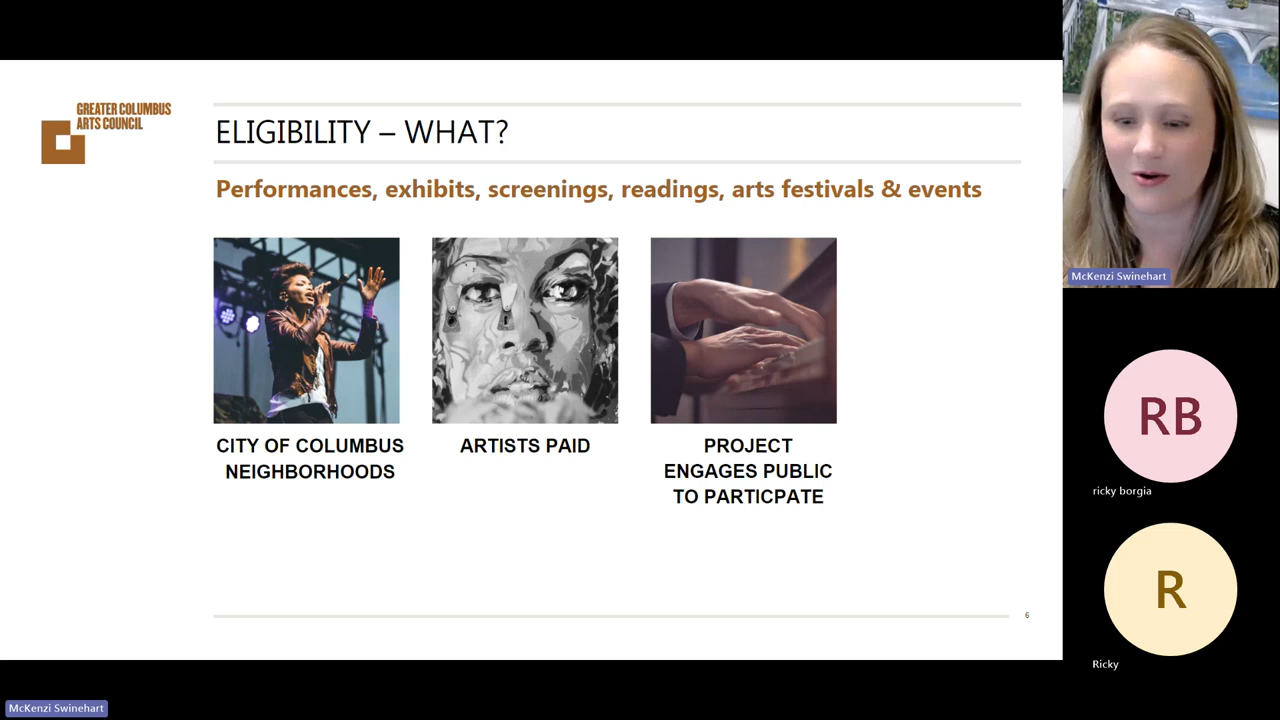 GREATER COLUMBUS
ARTS COUNCIL
ELIGIBILITY – WHAT?
Performances, exhibits, screenings, readings, arts festivals & events
CITY OF COLUMBUS
NEIGHBORHOODS
ARTISTS PAID
PROJECT
ENGAGES PUBLIC
TO PARTICPATE
6
McKenzi Swinehart
RB
ricky borgia
R
Ricky
McKenzi Swinehart